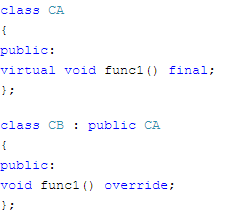 class CA
{
public:
virtual void func1() final;
};
class CB : public CA
{
public:
void func1() override;
};